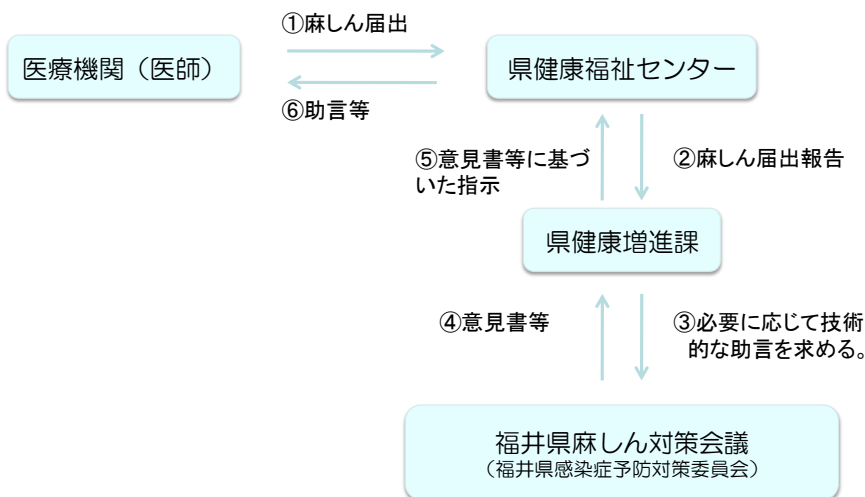 ①麻しん届出
医療機関（医師）
県健康福祉センター
⑥助言等
⑤意見書等に基づ
いた指示
②麻しん届出報告
県健康増進課
④意見書等
③必要に応じて技術
的な助言を求める。
福井県麻しん対策会議
（福井県感染症予防対策委員会）